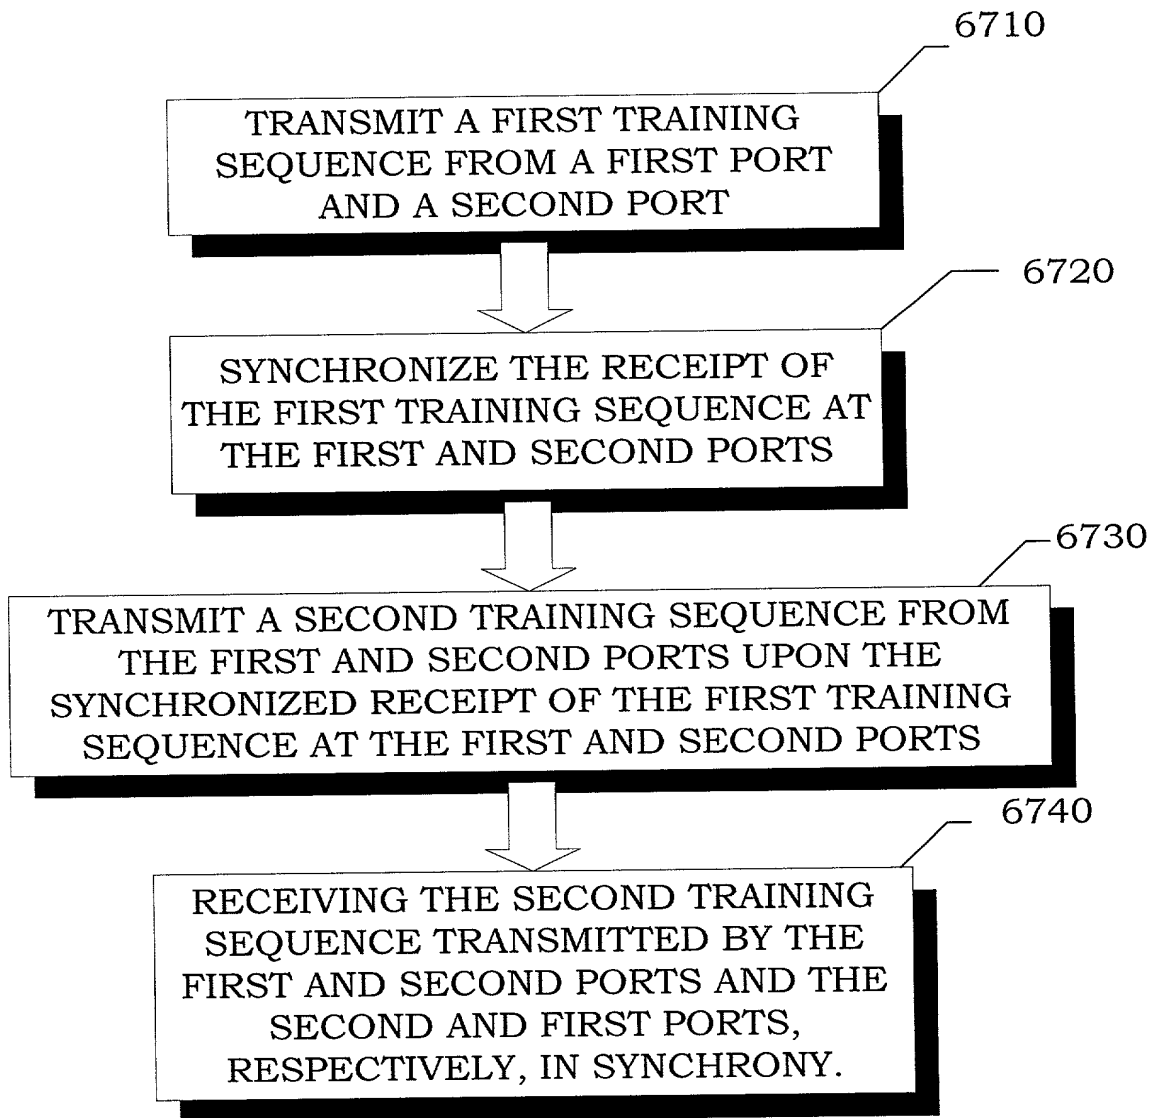 6710
TRANSMIT A FIRST TRAINING
SEQUENCE FROM A FIRST PORT
AND A SECOND PORT
6720
SYNCHRONIZE THE RECEIPT OF
THE FIRST TRAINING SEQUENCE AT
THE FIRST AND SECOND PORTS
6730
TRANSMIT A SECOND TRAINING SEQUENCE FROM
THE FIRST AND SECOND PORTS UPON THE
SYNCHRONIZED RECEIPT OF THE FIRST TRAINING
SEQUENCE AT THE FIRST AND SECOND PORTS
6740
RECEIVING THE SECOND TRAINING
SEQUENCE TRANSMITTED BY THE
FIRST AND SECOND PORTS AND THE
SECOND AND FIRST PORTS,
RESPECTIVELY, IN SYNCHRONY.